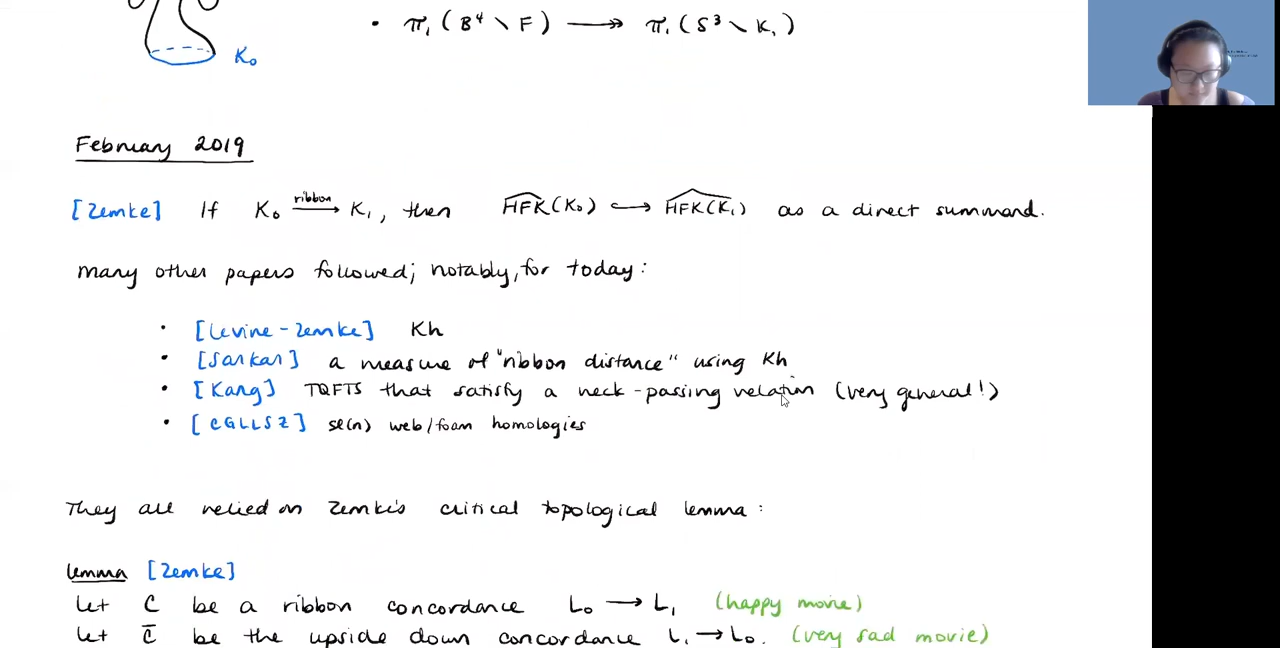 • π₁(B⁴ \ F) ↠ π₁(S³ \ K₁)
K₀
February 2019
[Zemke] If K₀ —ribbon→ K₁, then \widehat{HFK}(K₀) ↪ \widehat{HFK}(K₁) as a direct summand.
Many other papers followed; notably, for today:
• [Levine-Zemke] Kh
• [Sarkar] a measure of "ribbon distance" using Kh
• [Kang] TQFTs that satisfy a neck-passing relation (very general!)
• [CGLLSZ] sl(n) web/foam homologies
They all relied on Zemke's critical topological lemma:
lemma [Zemke]
Let C be a ribbon concordance L₀ → L₁ (happy movie)
Let C̄ be the upside down concordance L₁ → L₀. (very sad movie)